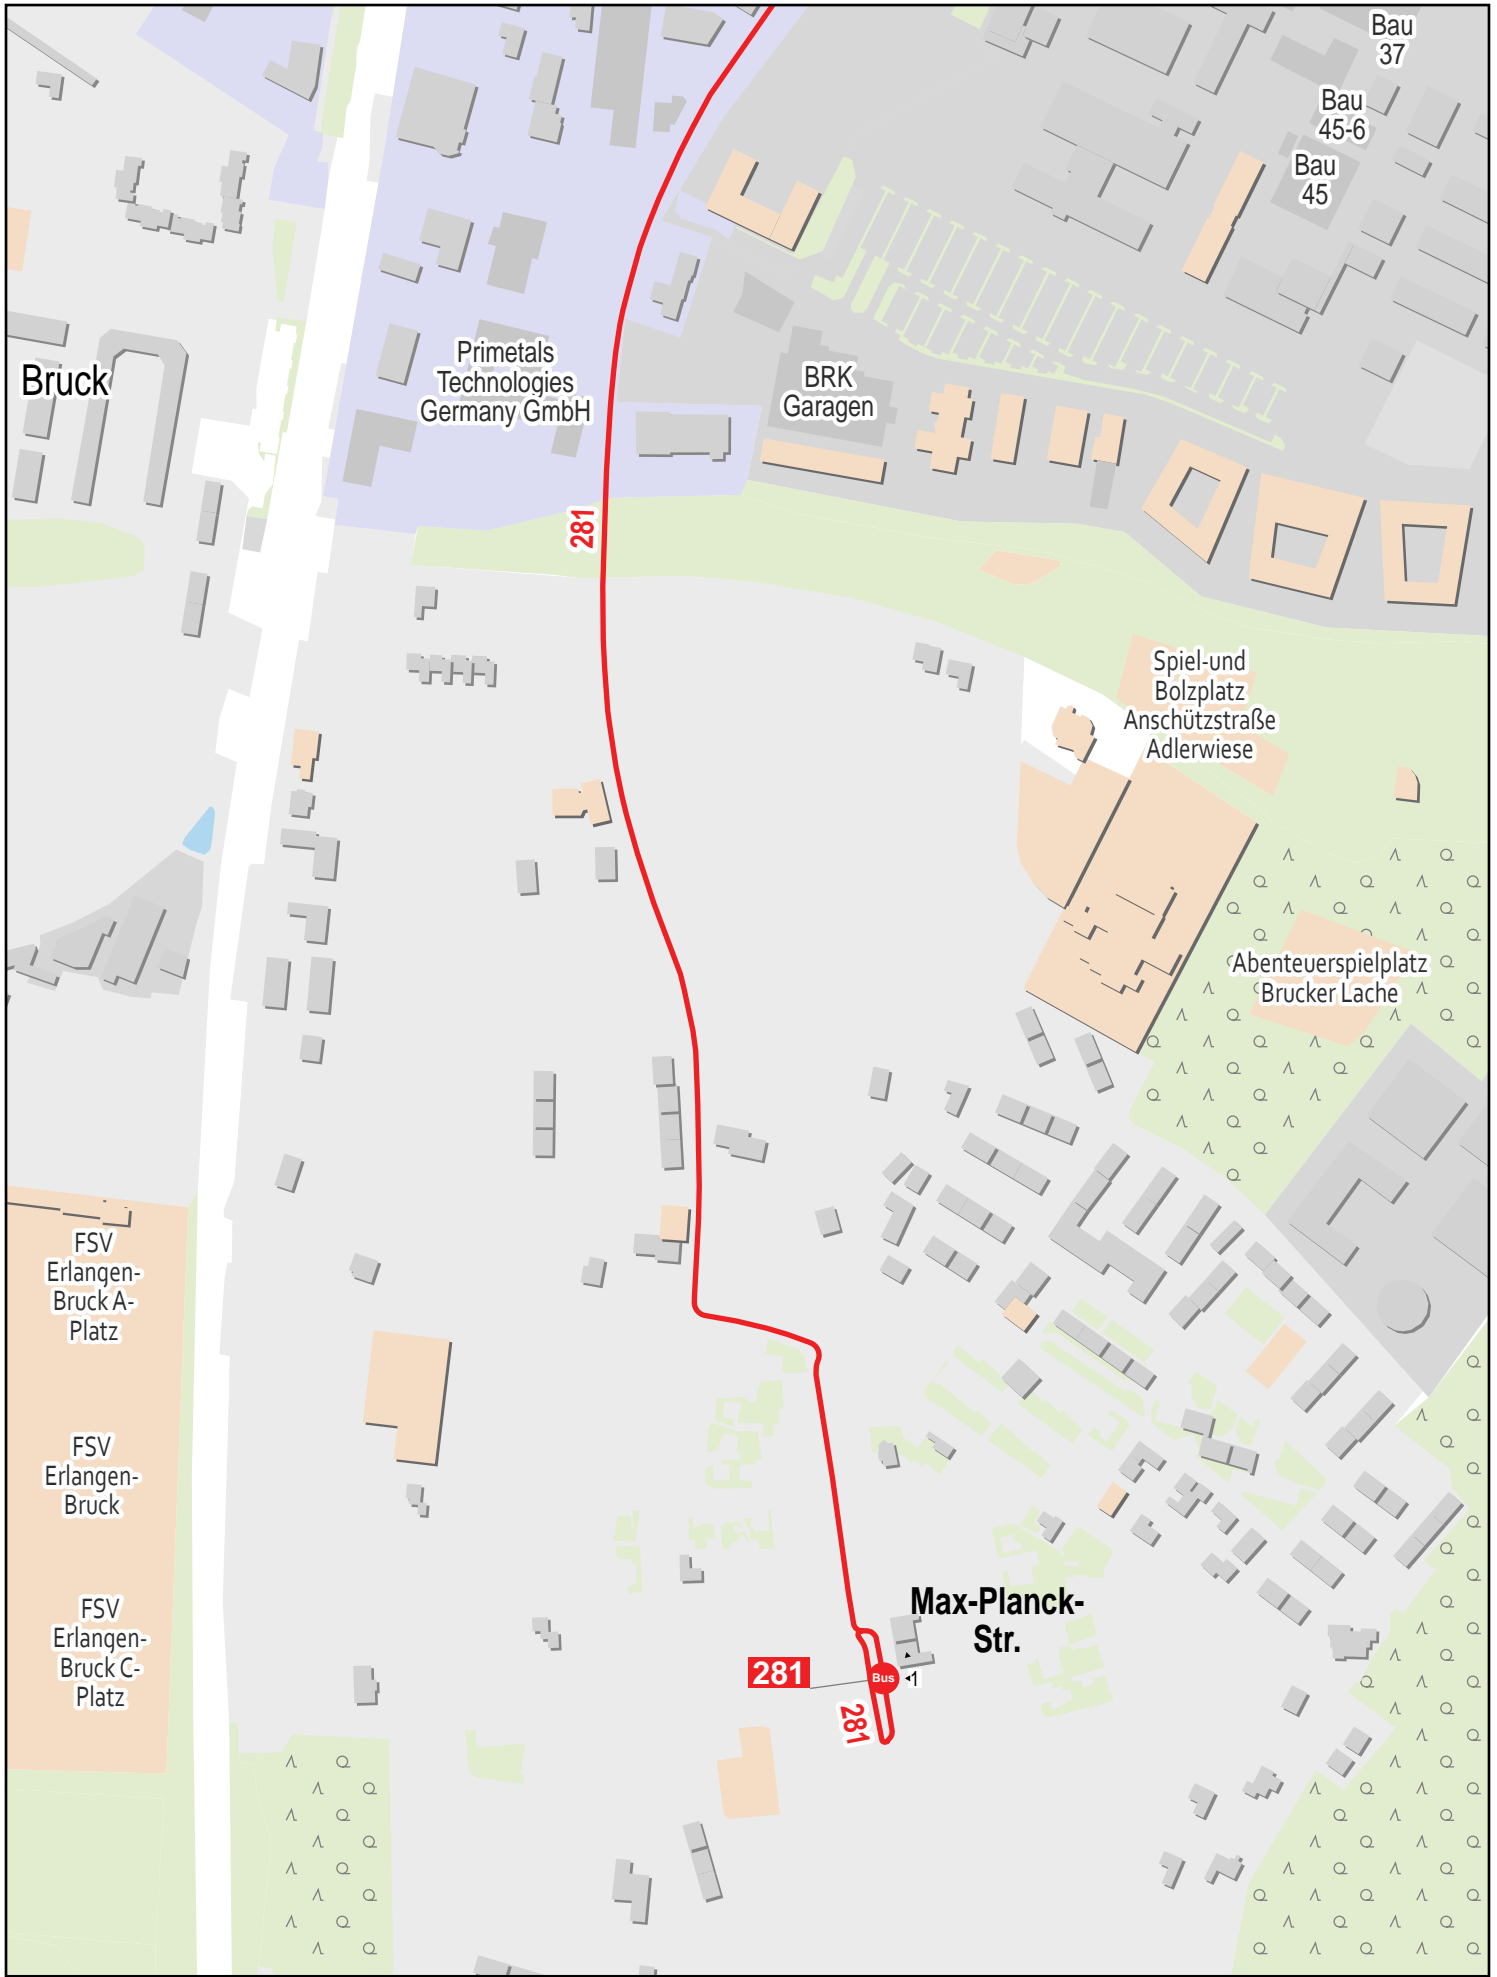 Bau
37
Bau
45-6
Bau
45
Bruck
Primetals
Technologies
Germany GmbH
BRK
Garagen
281
Spiel-und
Bolzplatz
Anschützstraße
Adlerwiese
Abenteuerspielplatz
Brucker Lache
FSV
Erlangen-
Bruck A-
Platz
FSV
Erlangen-
Bruck
FSV
Erlangen-
Bruck C-
Platz
Max-Planck-
Str.
281
Bus
1
281